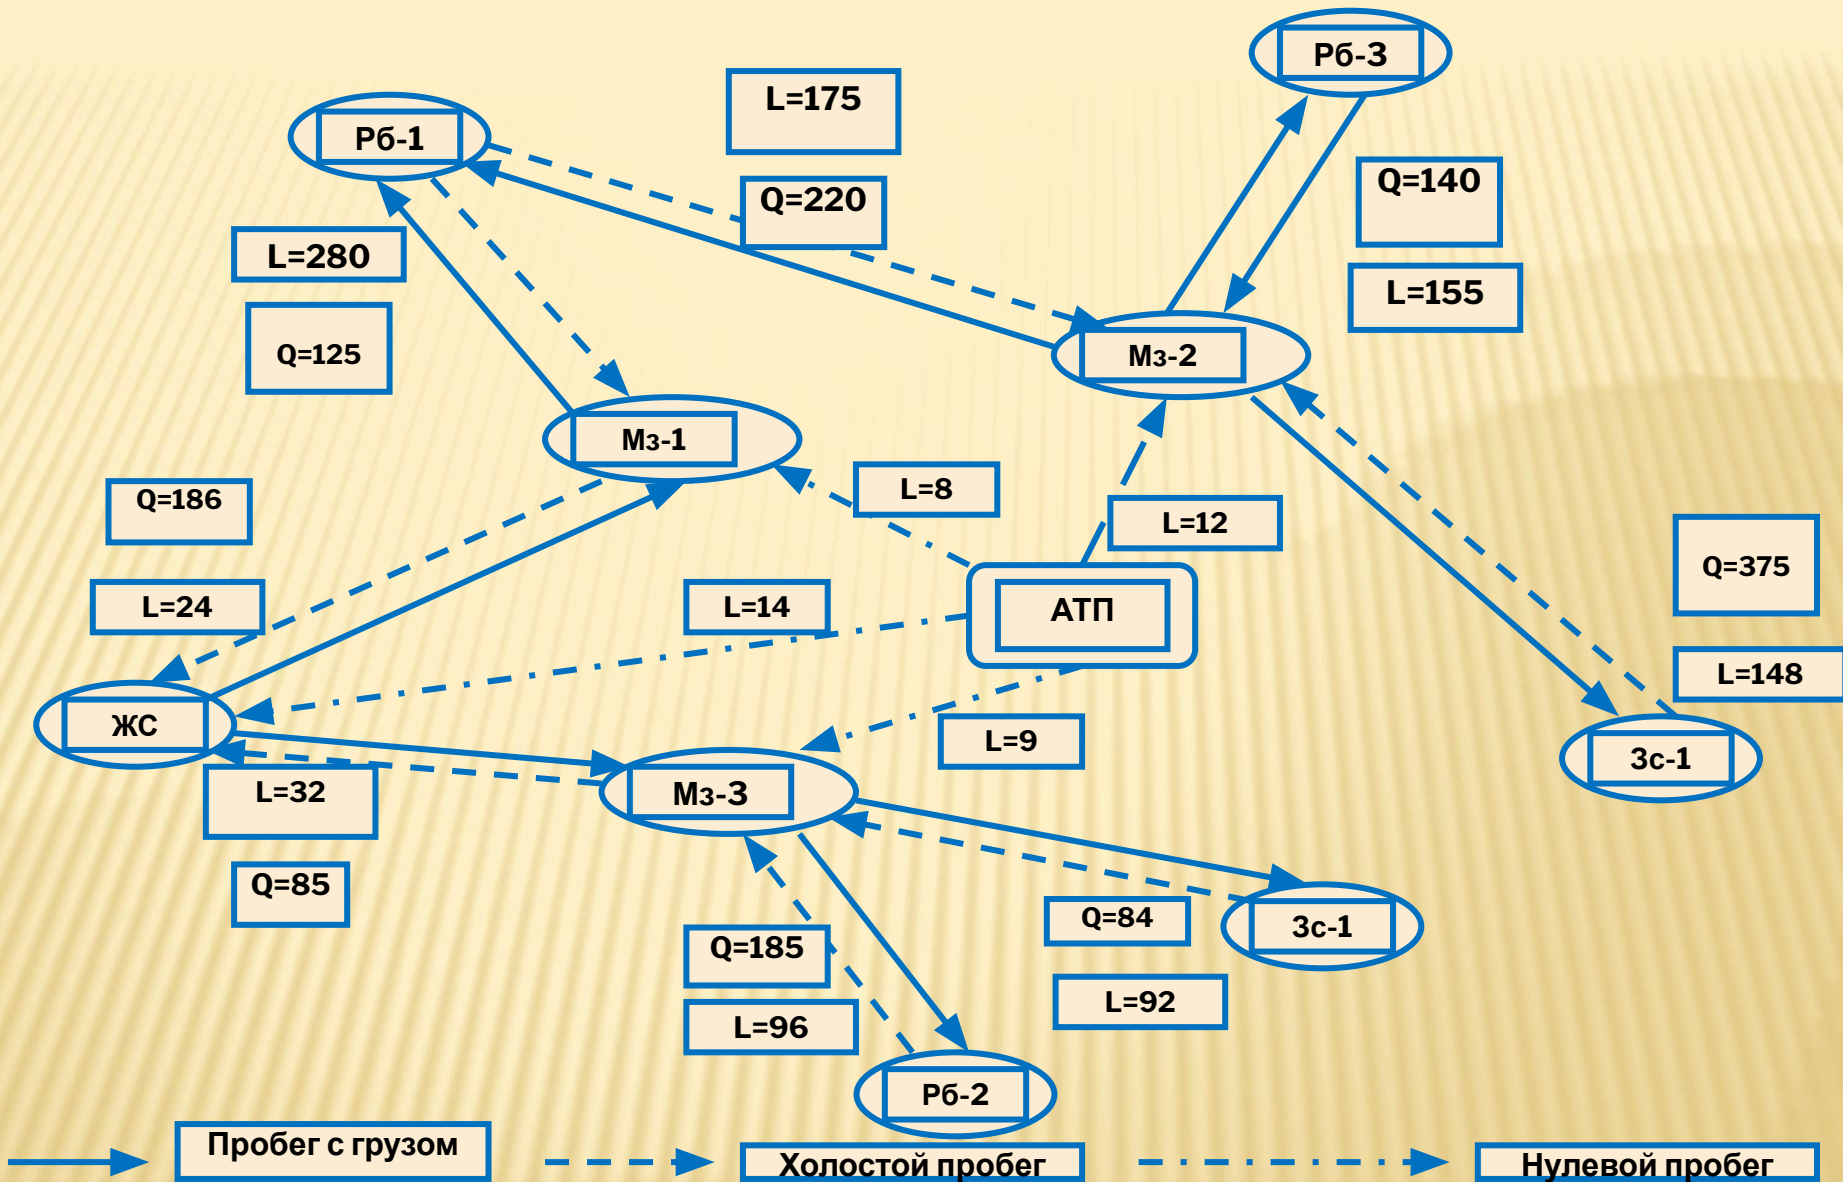 Рб-3
L=175
Рб-1
Q=140
Q=220
L=280
L=155
Q=125
Мз-2
Мз-1
Q=186
L=8
L=12
Q=375
L=24
L=14
АТП
L=148
ЖС
L=9
Зс-1
L=32
Мз-3
Q=85
Q=84
Зс-1
Q=185
L=92
L=96
Рб-2
Пробег с грузом
Холостой пробег
Нулевой пробег